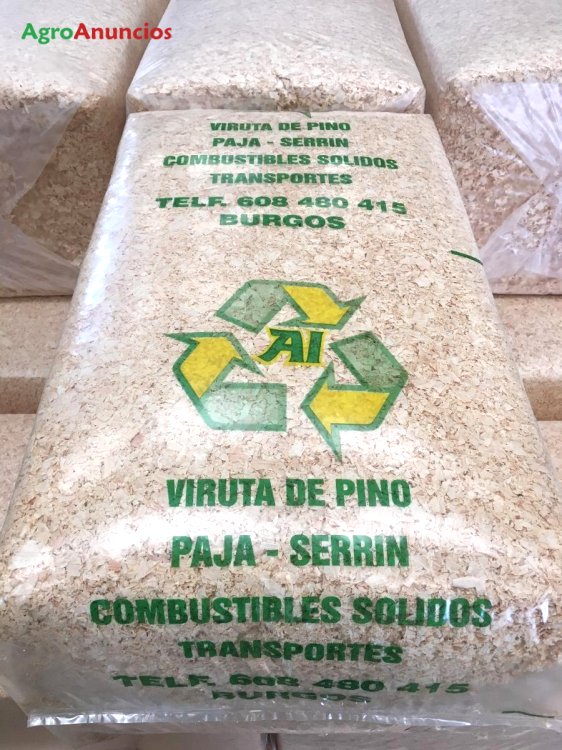 AgroAnuncios
VIRUTA DE PINO
PAJA - SERRIN
COMBUSTIBLES SOLIDOS
TRANSPORTES
TELF. 608 480 415
BURGOS
AI
VIRUTA DE PINO
PAJA - SERRIN
COMBUSTIBLES SOLIDOS
TRANSPORTES
TELF. 608 480 415
BURGOS